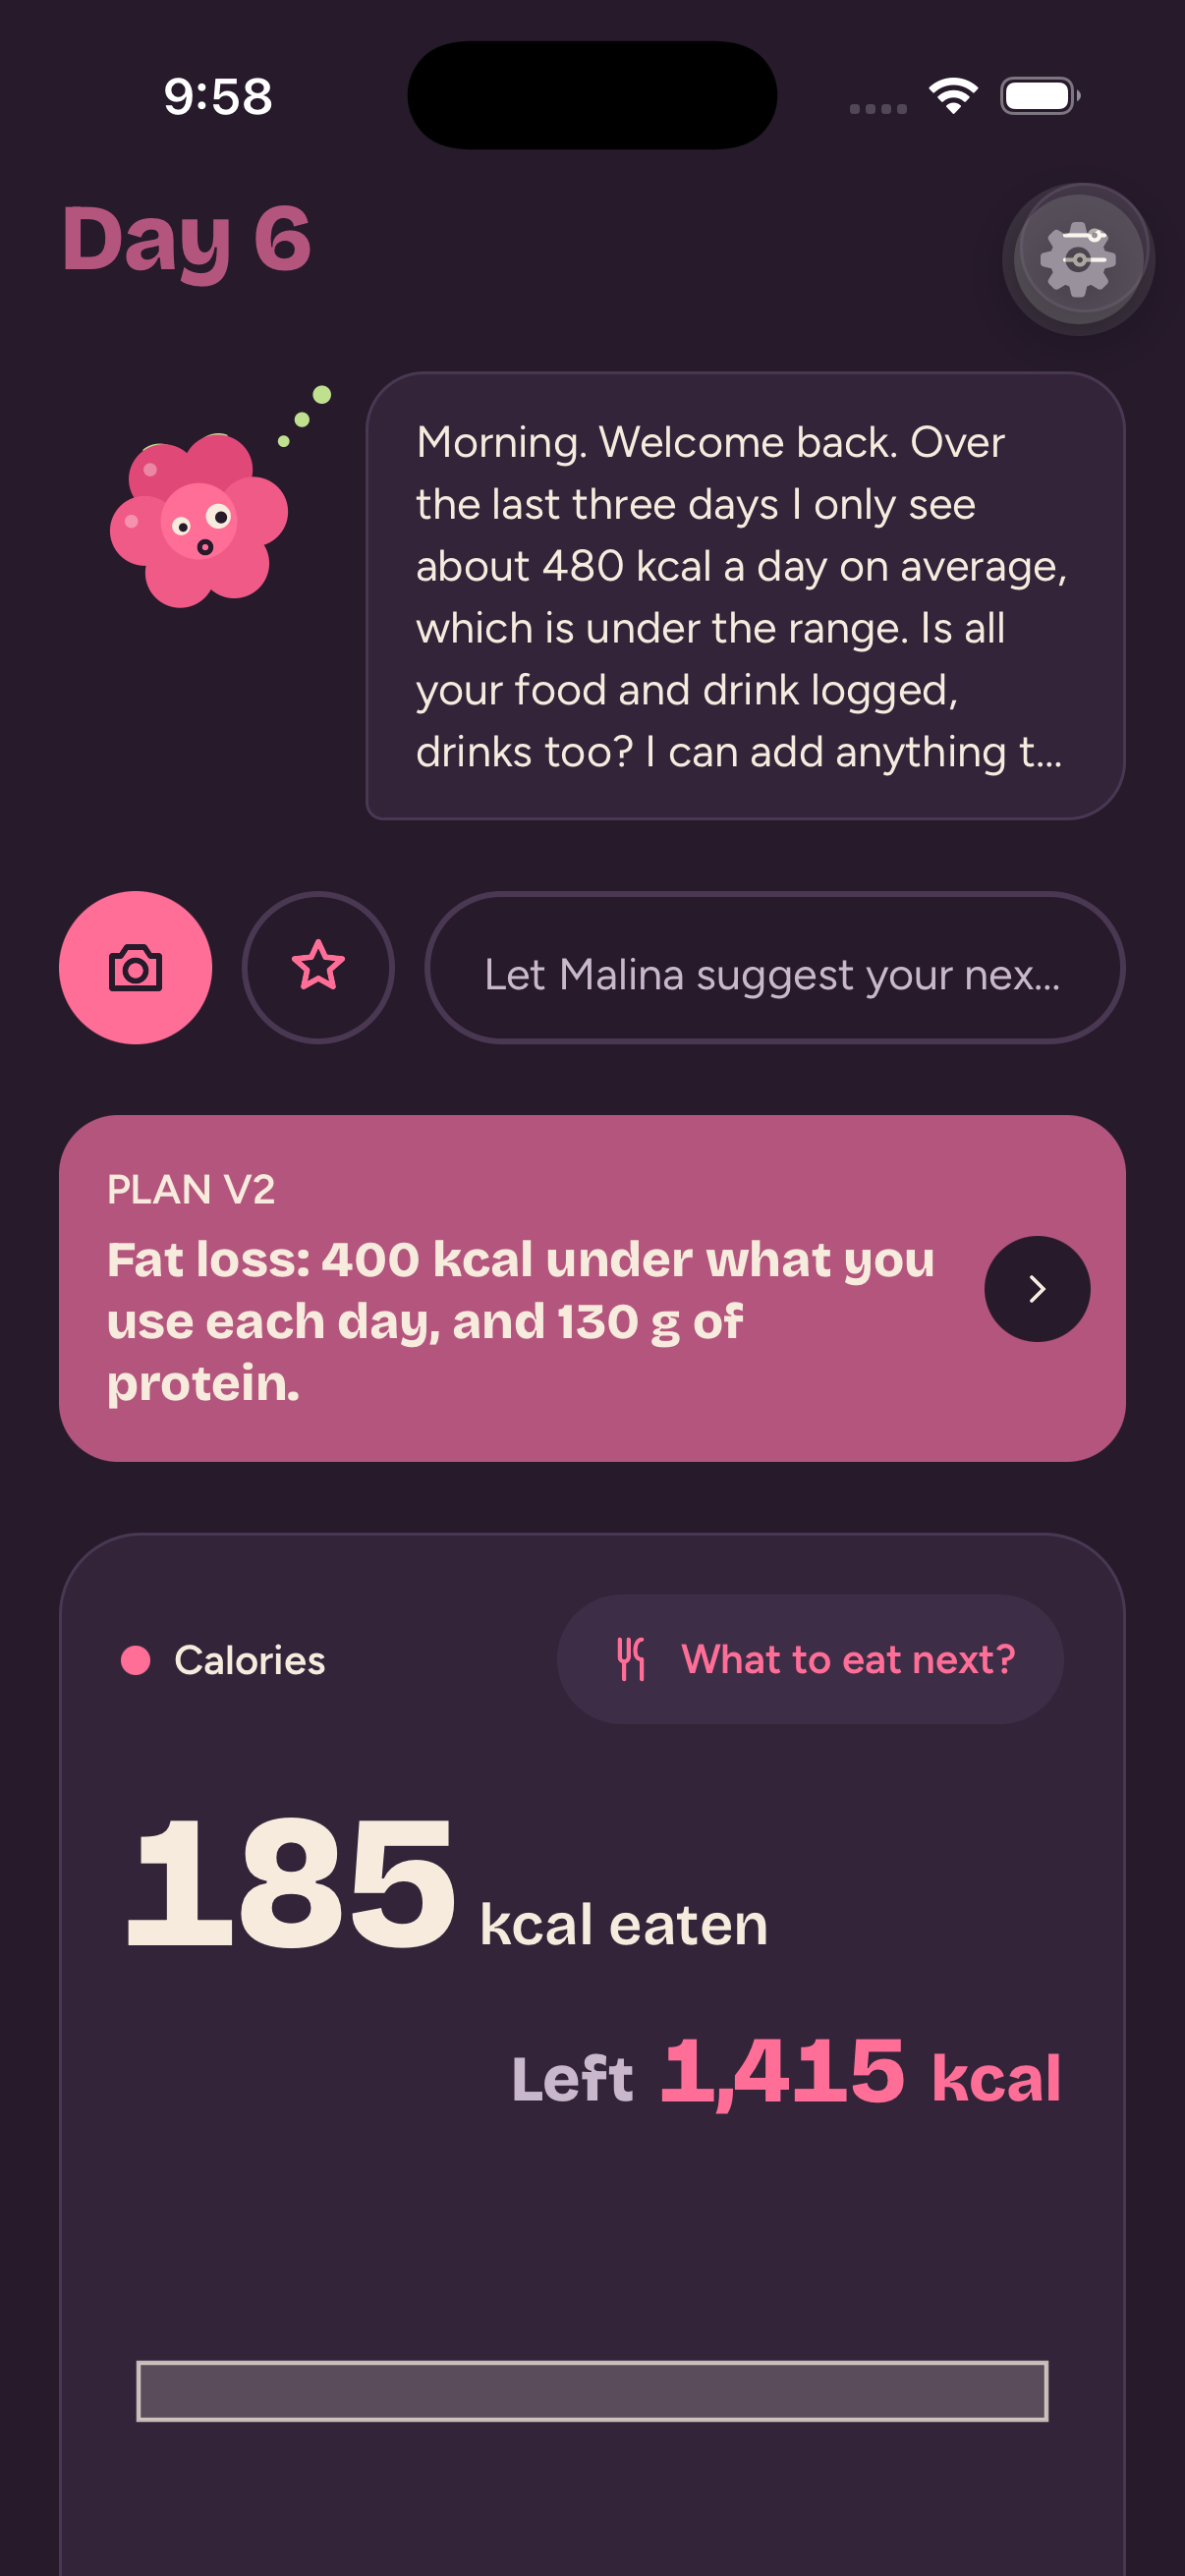 9:58
Day 6
Morning. Welcome back. Over
the last three days I only see
about 480 kcal a day on average,
which is under the range. Is all
your food and drink logged,
drinks too? I can add anything t...
Let Malina suggest your nex...
PLAN V2
Fat loss: 400 kcal under what you
use each day, and 130 g of
protein.
Calories
What to eat next?
185 kcal eaten
Left 1,415 kcal